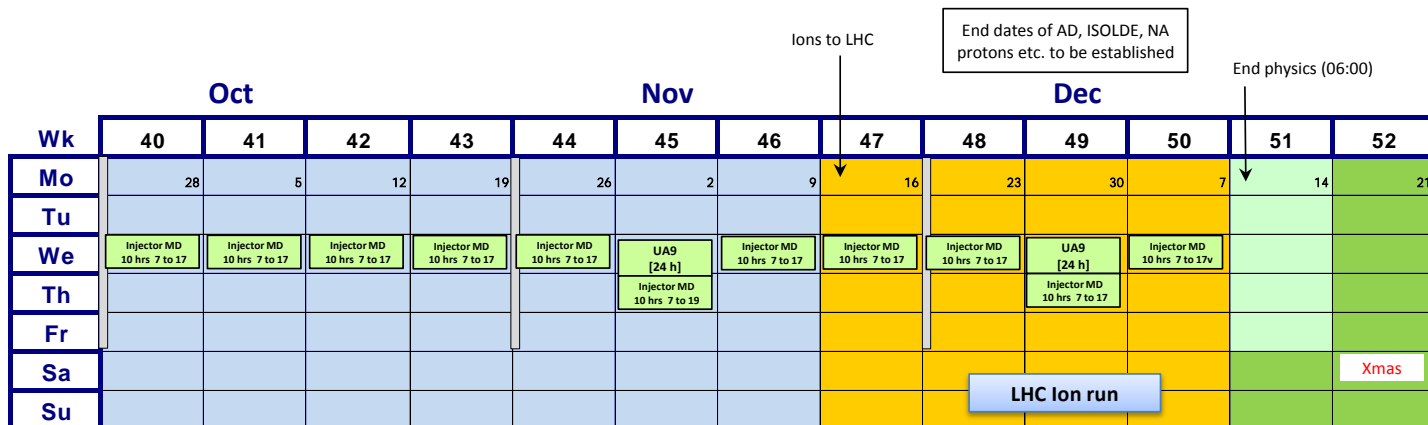 Ions to LHC
End dates of AD, ISOLDE, NA
protons etc. to be established
End physics (06:00)
Oct Nov Dec
Wk 40 41 42 43 44 45 46 47 48 49 50 51 52
Mo 28 5 12 19 26 2 9 16 23 30 7 14 21
Tu
We
Injector MD Injector MD Injector MD Injector MD Injector MD UA9 Injector MD Injector MD Injector MD UA9 Injector MD
10 hrs 7 to 17 10 hrs 7 to 17 10 hrs 7 to 17 10 hrs 7 to 17 10 hrs 7 to 17 [24 h] 10 hrs 7 to 17 10 hrs 7 to 17 10 hrs 7 to 17 [24 h] 10 hrs 7 to 17v
Th
Injector MD Injector MD
10 hrs 7 to 19 10 hrs 7 to 17
Fr
Sa Xmas
LHC Ion run
Su